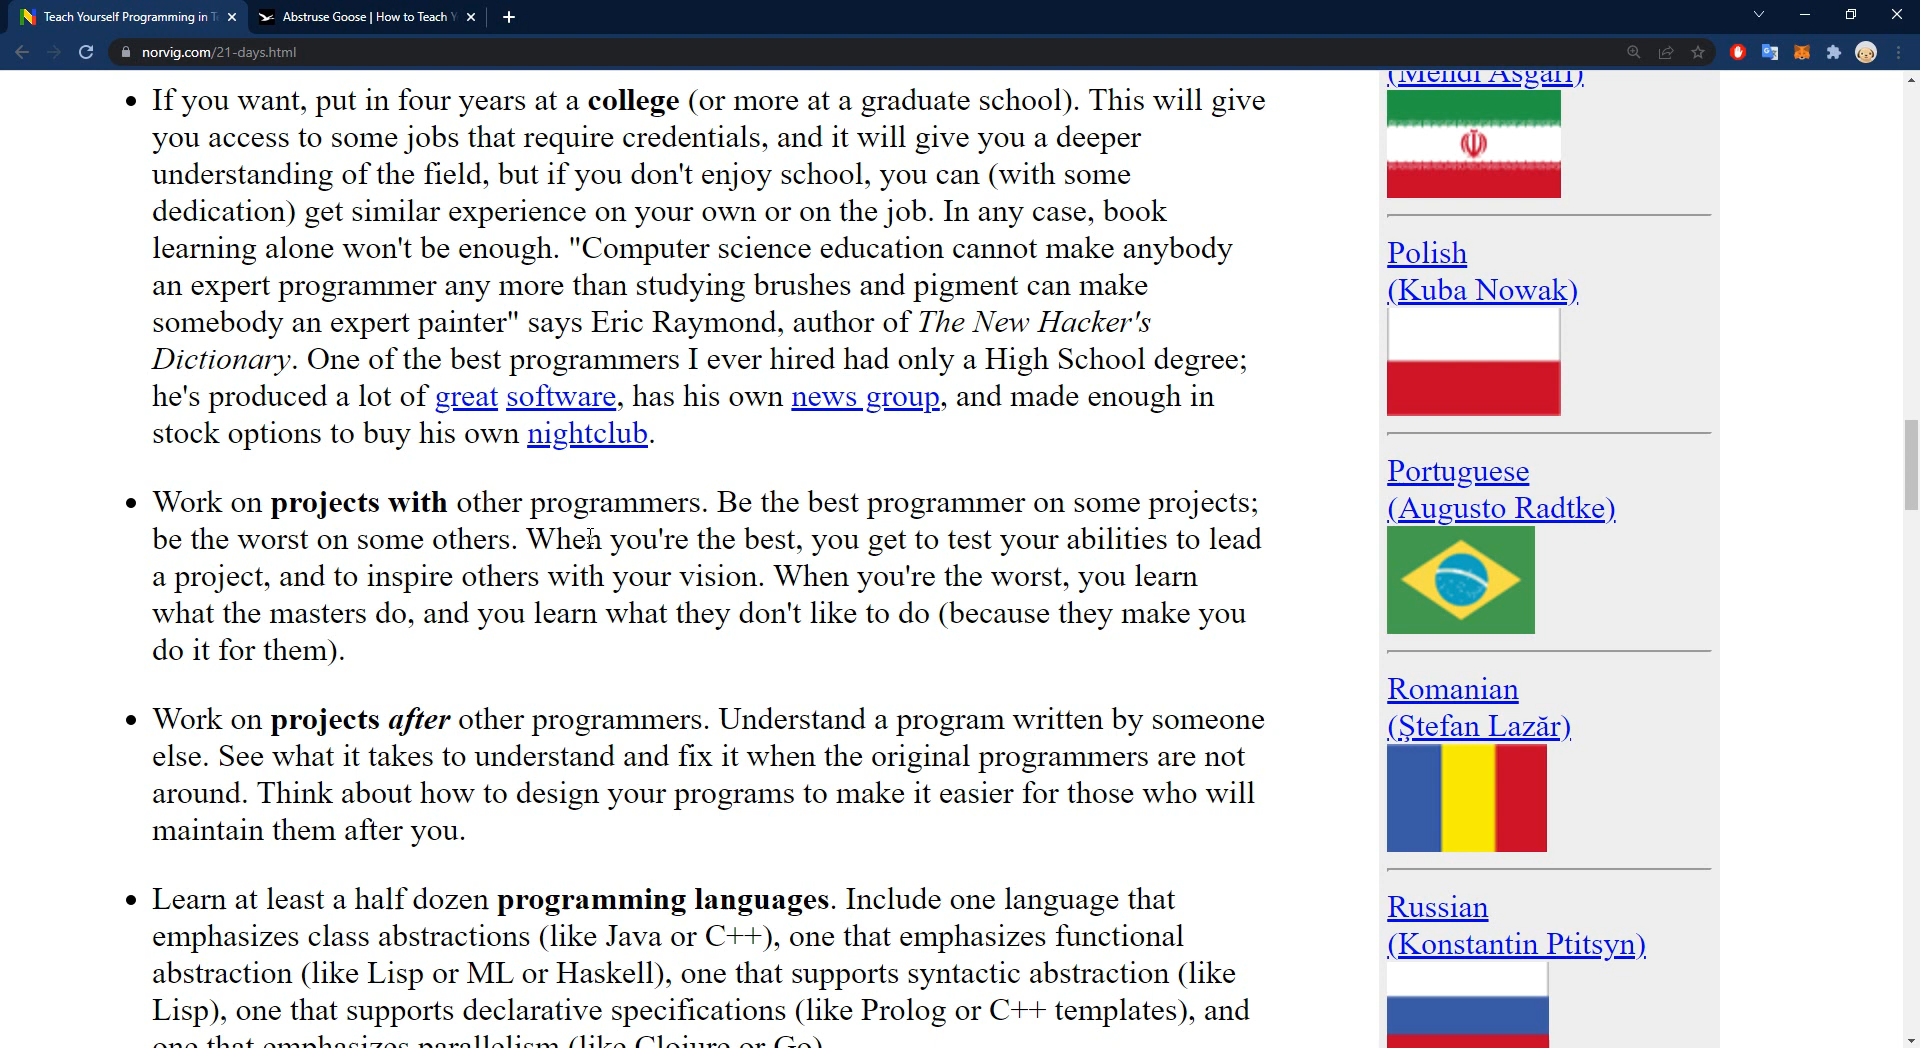 Teach Yourself Programming in T
Abstruse Goose | How to Teach Y
norvig.com/21-days.html
If you want, put in four years at a college (or more at a graduate school). This will give
you access to some jobs that require credentials, and it will give you a deeper
understanding of the field, but if you don't enjoy school, you can (with some
dedication) get similar experience on your own or on the job. In any case, book
learning alone won't be enough. "Computer science education cannot make anybody
an expert programmer any more than studying brushes and pigment can make
somebody an expert painter" says Eric Raymond, author of The New Hacker's
Dictionary. One of the best programmers I ever hired had only a High School degree;
he's produced a lot of great software, has his own news group, and made enough in
stock options to buy his own nightclub.
Work on projects with other programmers. Be the best programmer on some projects;
be the worst on some others. When you're the best, you get to test your abilities to lead
a project, and to inspire others with your vision. When you're the worst, you learn
what the masters do, and you learn what they don't like to do (because they make you
do it for them).
Work on projects after other programmers. Understand a program written by someone
else. See what it takes to understand and fix it when the original programmers are not
around. Think about how to design your programs to make it easier for those who will
maintain them after you.
Learn at least a half dozen programming languages. Include one language that
emphasizes class abstractions (like Java or C++), one that emphasizes functional
abstraction (like Lisp or ML or Haskell), one that supports syntactic abstraction (like
Lisp), one that supports declarative specifications (like Prolog or C++ templates), and
one that emphasizes parallelism (like Clojure or Go).
(Mehdi Asgari)
Polish
(Kuba Nowak)
Portuguese
(Augusto Radtke)
Romanian
(Ștefan Lazăr)
Russian
(Konstantin Ptitsyn)